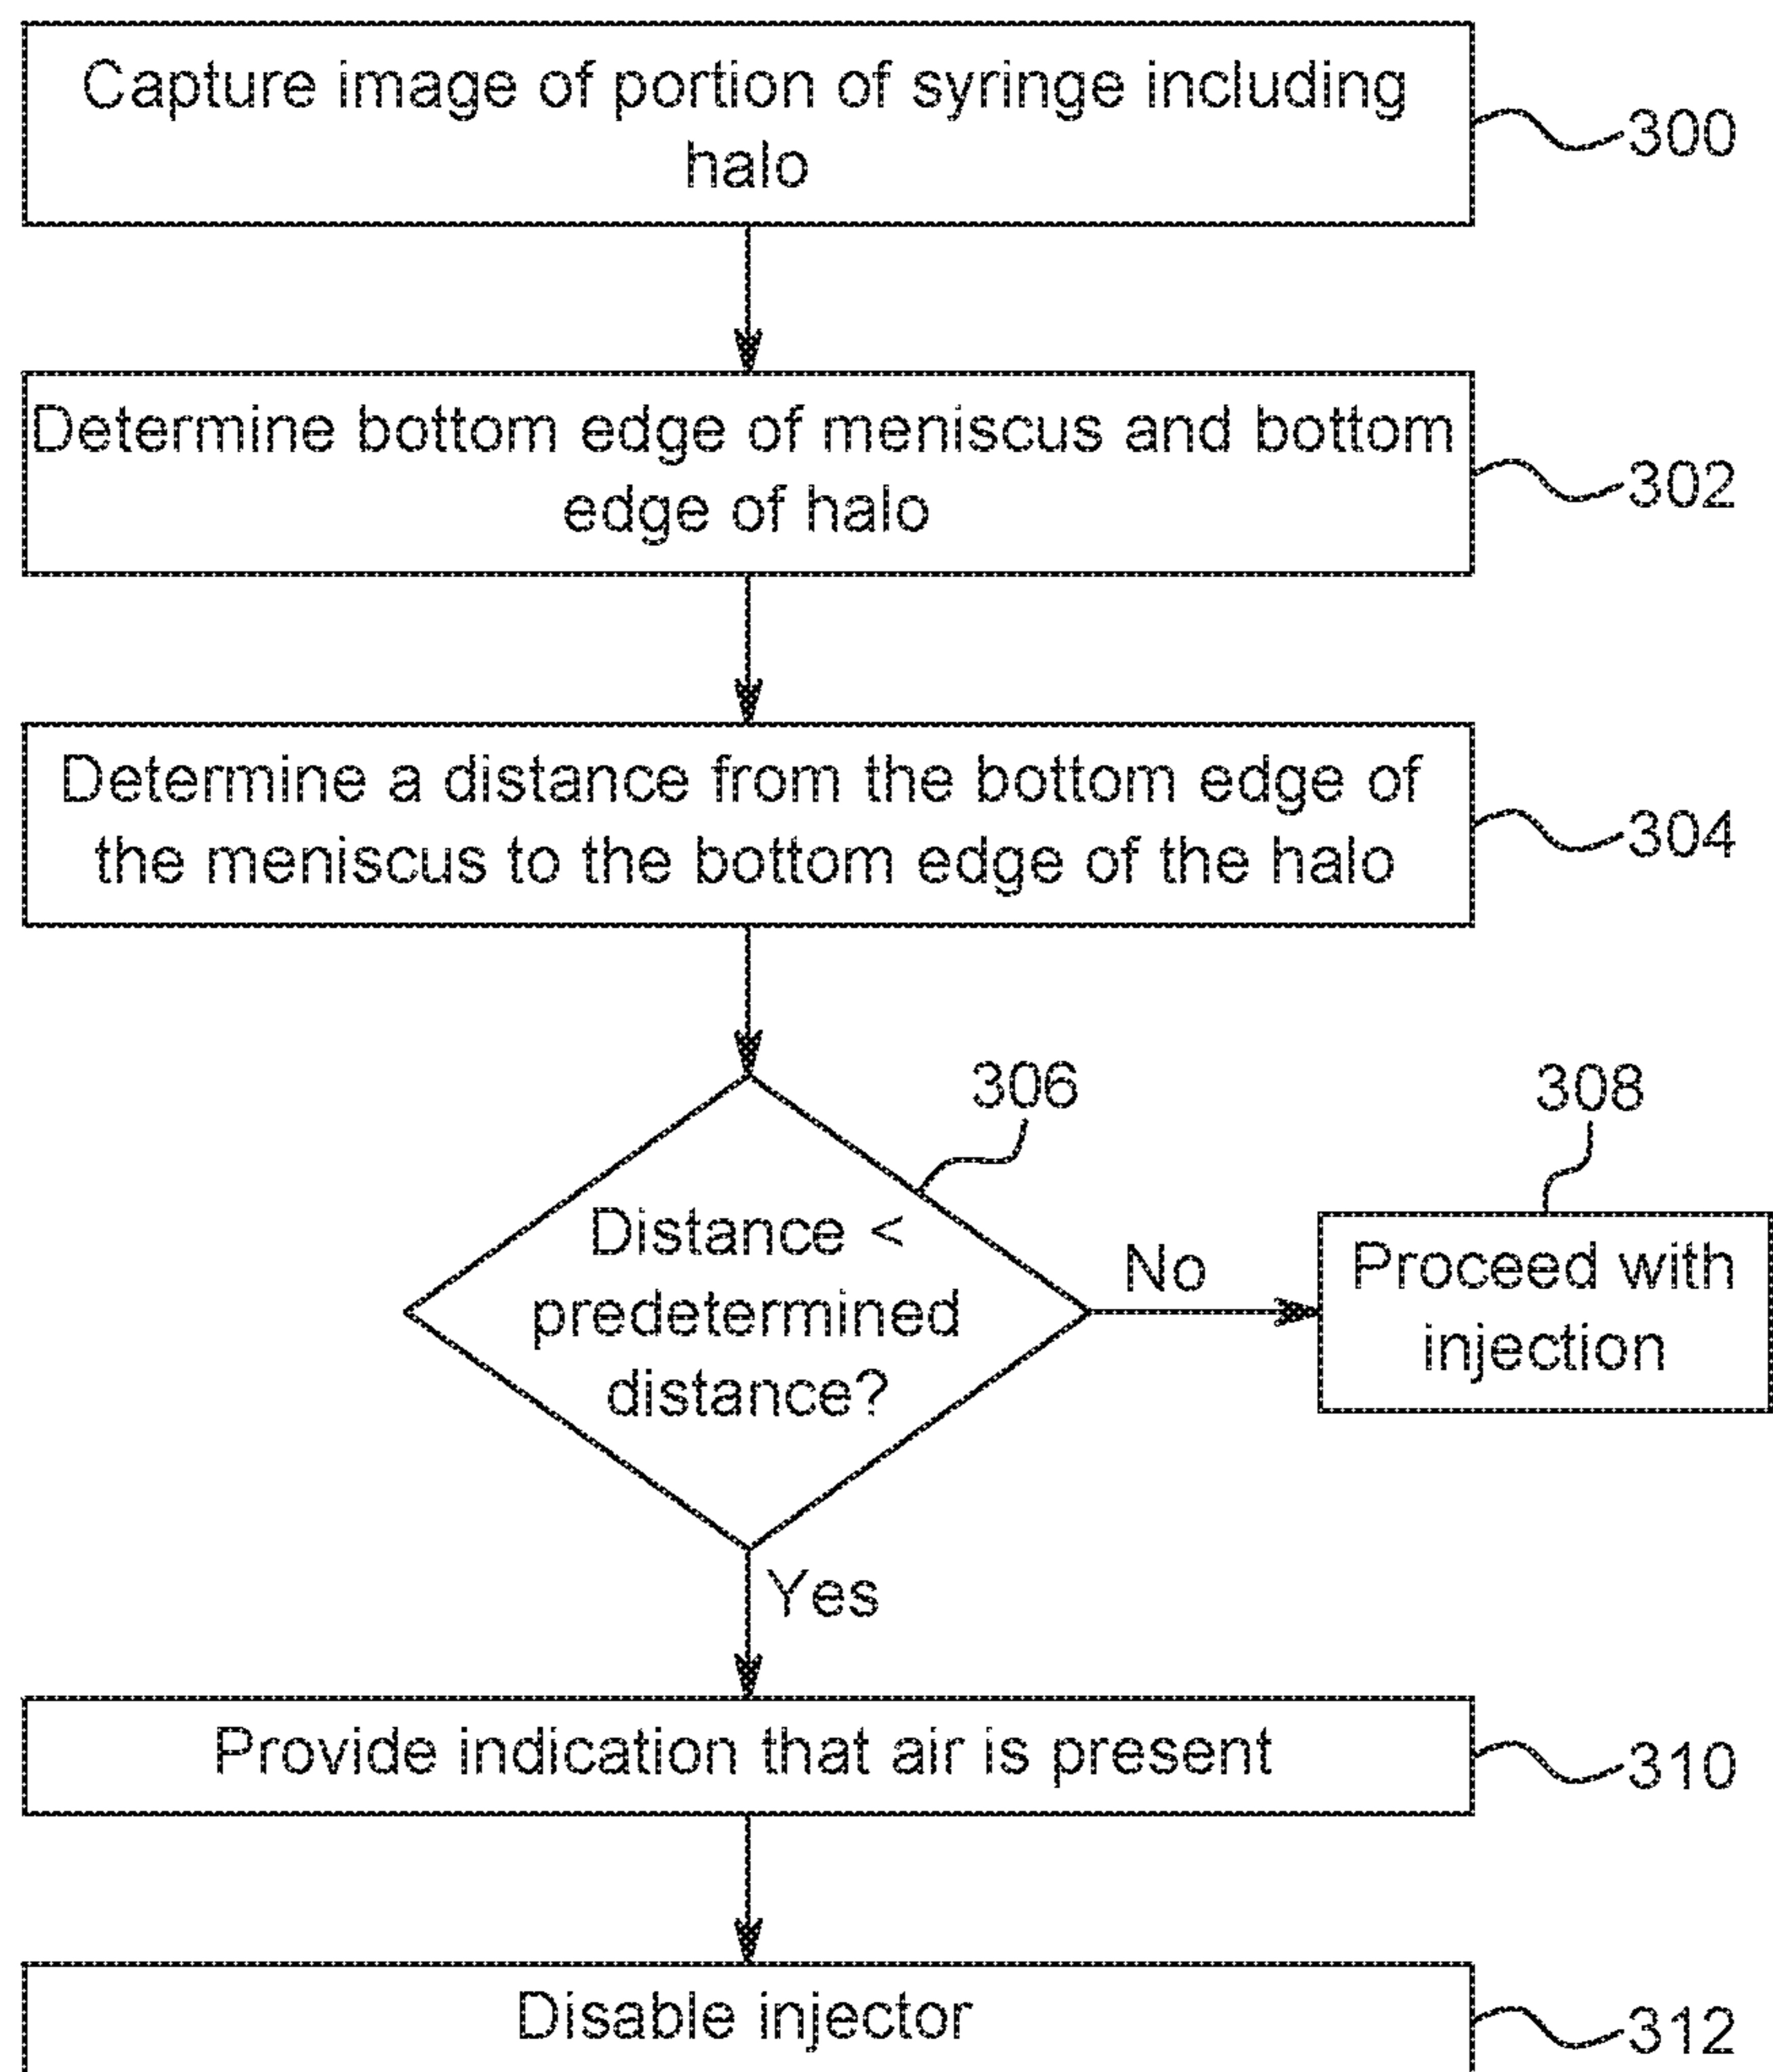 Capture image of portion of syringe including
halo
300
Determine bottom edge of meniscus and bottom
edge of halo
302
Determine a distance from the bottom edge of
the meniscus to the bottom edge of the halo
304
306
308
Distance <
predetermined
distance?
No
Proceed with
injection
Yes
Provide indication that air is present
310
Disable injector
312